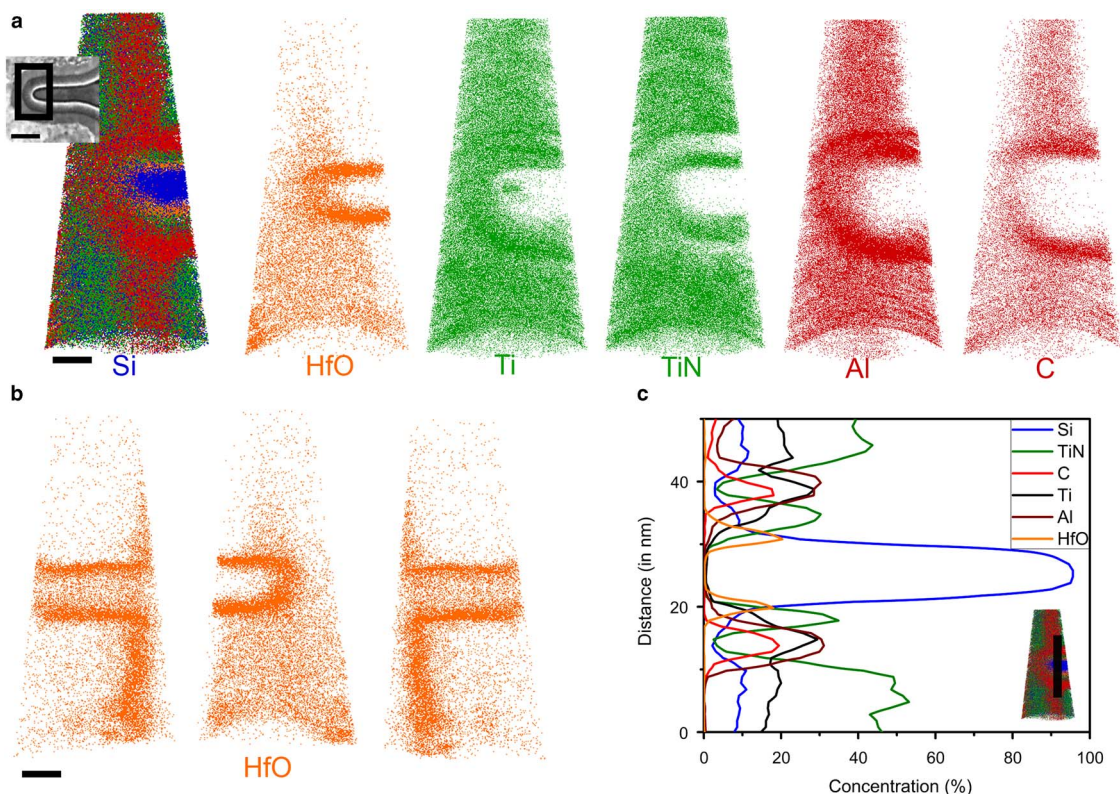 a
Si
HfO
Ti
TiN
Al
C
b
HfO
c
Si
TiN
C
Ti
Al
HfO
40
20
0
Distance (in nm)
0 20 40 60 80 100
Concentration (%)